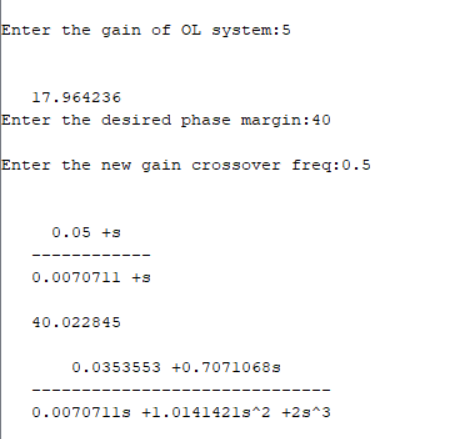 Enter the gain of OL system:5
17.964236
Enter the desired phase margin:40
Enter the new gain crossover freq:0.5
0.05 +s
------------
0.0070711 +s
40.022845
0.0353553 +0.7071068s
------------------------------
0.0070711s +1.0141421s^2 +2s^3